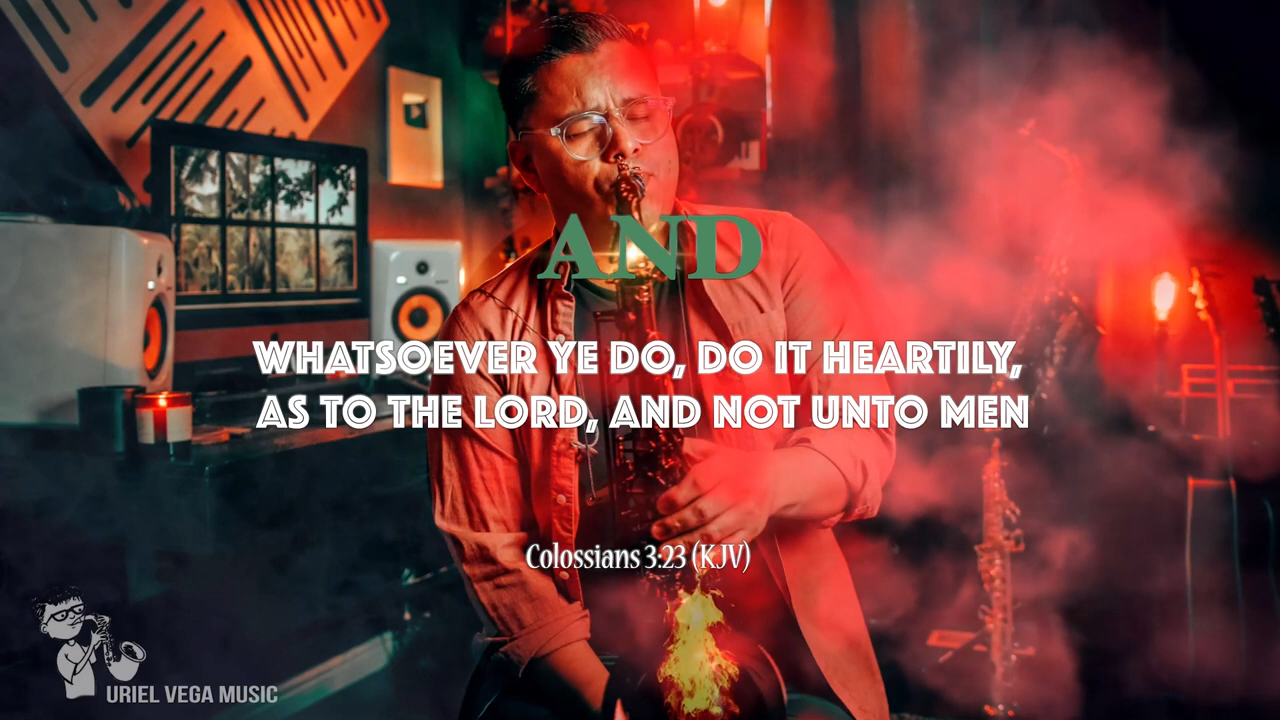 AND
WHATSOEVER YE DO, DO IT HEARTILY,
AS TO THE LORD, AND NOT UNTO MEN
Colossians 3:23 (KJV)
URIEL VEGA MUSIC